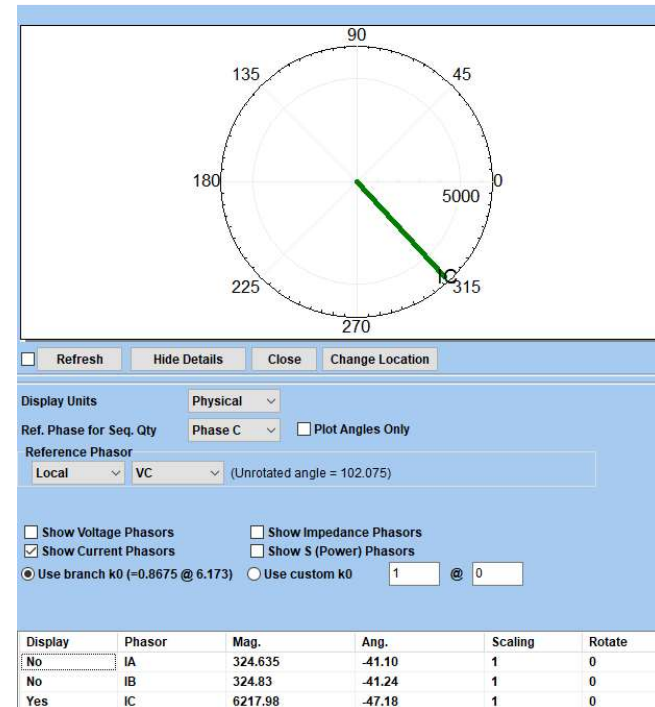 90
135 45
180 0
5000
IC
225 315
270
Refresh Hide Details Close Change Location
Display Units Physical
Ref. Phase for Seq. Qty Phase C Plot Angles Only
Reference Phasor
Local VC (Unrotated angle = 102.075)
Show Voltage Phasors Show Impedance Phasors
Show Current Phasors Show S (Power) Phasors
Use branch k0 (=0.8675 @ 6.173) Use custom k0 1 @ 0
Display Phasor Mag. Ang. Scaling Rotate
No IA 324.635 -41.10 1 0
No IB 324.83 -41.24 1 0
Yes IC 6217.98 -47.18 1 0